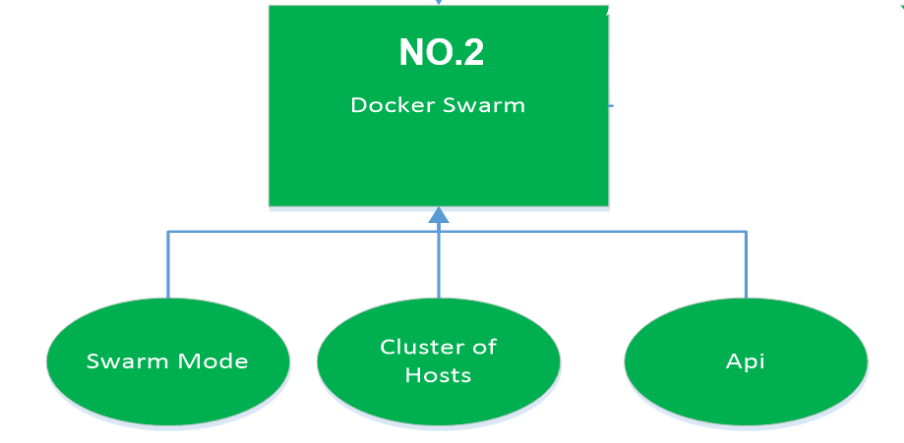 NO.2
Docker Swarm
Swarm Mode
Cluster of
Hosts
Api